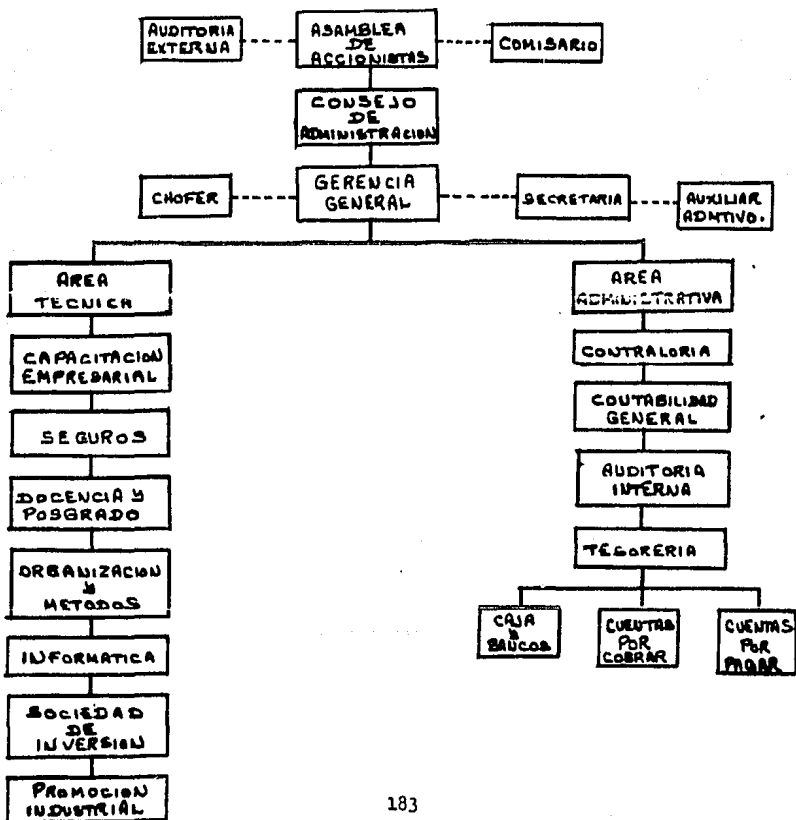 AUDITORIA
EXTERNA
ASAMBLEA
DE
ACCIONISTAS
COMISARIO
CONSEJO
DE
ADMINISTRACION
CHOFER
GERENCIA
GENERAL
SECRETARIA
AUXILIAR
ADMTIVO.
AREA
TECNICA
AREA
ADMINISTRATIVA
CAPACITACION
EMPRESARIAL
CONTRALORIA
SEGUROS
CONTABILIDAD
GENERAL
DOCENCIA Y
POSGRADO
AUDITORIA
INTERNA
ORGANIZACION
Y
METODOS
TESORERIA
CAJA
Y
BANCOS
CUENTAS
POR
COBRAR
CUENTAS
POR
PAGAR
INFORMATICA
SOCIEDAD
DE
INVERSION
PROMOCION
INDUSTRIAL
183